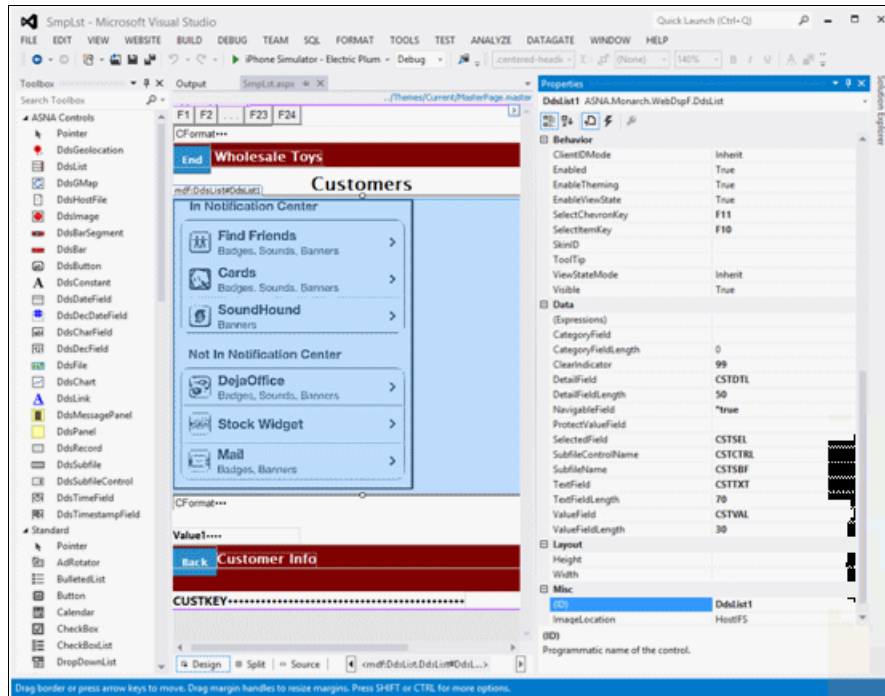 SmpLst - Microsoft Visual Studio
Quick Launch (Ctrl+Q)
FILE EDIT VIEW WEBSITE BUILD DEBUG TEAM SQL FORMAT TOOLS TEST ANALYZE DATAGATE WINDOW HELP
iPhone Simulator - Electric Plum Debug .centered-headi (None) 140% B I U A
Toolbox
Search Toolbox
ASNA Controls
Pointer
DdsGeolocation
DdsList
DdsGMap
DdsHostFile
DdsImage
DdsBarSegment
DdsBar
DdsButton
DdsConstant
DdsDateField
DdsDecDateField
DdsCharField
DdsDecField
DdsFile
DdsChart
DdsLink
DdsMessagePanel
DdsPanel
DdsRecord
DdsSubfile
DdsSubfileControl
DdsTimeField
DdsTimestampField
Standard
Pointer
AdRotator
BulletedList
Button
Calendar
CheckBox
CheckBoxList
DropDownList
Output SmpLst.aspx
../Themes/Current/MasterPage.master
F1 F2 . . . F23 F24
CFormat•••
End Wholesale Toys
Customers
mdf:DdsList#DdsList1
In Notification Center
Find Friends
Badges, Sounds, Banners
Cards
Badges, Sounds, Banners
SoundHound
Banners
Not In Notification Center
DejaOffice
Badges, Sounds, Banners
Stock Widget
Mail
Badges, Banners
CFormat•••
Value1••••
Back Customer Info
CUSTKEY••••••••••••••••••••••••••••••••••••••••••••
Design Split Source <mdf:DdsList.DdsList#DdsL...>
Properties
DdsList1 ASNA.Monarch.WebDspF.DdsList
Behavior
ClientIDMode Inherit
Enabled True
EnableTheming True
EnableViewState True
SelectChevronKey F11
SelectItemKey F10
SkinID
ToolTip
ViewStateMode Inherit
Visible True
Data
(Expressions)
CategoryField
CategoryFieldLength 0
ClearIndicator 99
DetailField CSTDTL
DetailFieldLength 50
NavigableField *true
ProtectValueField
SelectedField CSTSEL
SubfileControlName CSTCTRL
SubfileName CSTSBF
TextField CSTTXT
TextFieldLength 70
ValueField CSTVAL
ValueFieldLength 30
Layout
Height
Width
Misc
(ID) DdsList1
ImageLocation HostIFS
(ID)
Programmatic name of the control.
Solution Explorer
Drag border or press arrow keys to move. Drag margin handles to resize margins. Press SHIFT or CTRL for more options.